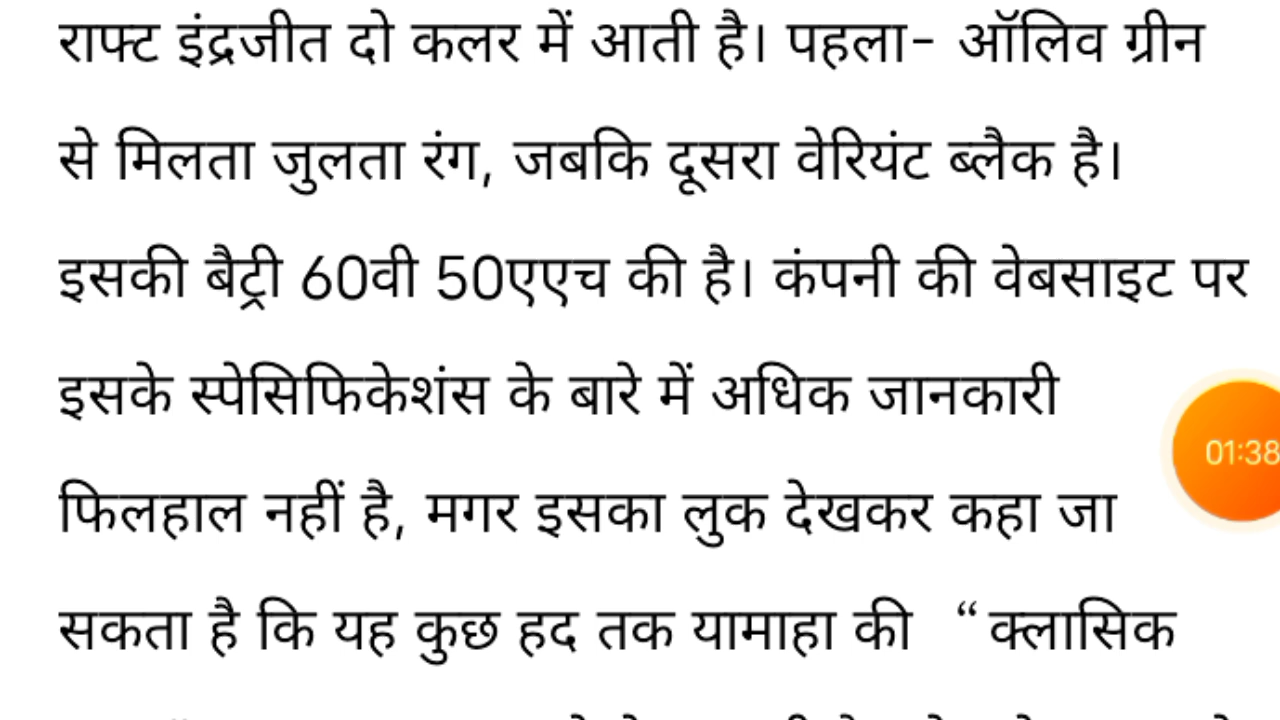 राफ्ट इंद्रजीत दो कलर में आती है। पहला- ऑलिव ग्रीन
से मिलता जुलता रंग, जबकि दूसरा वेरियंट ब्लैक है।
इसकी बैट्री 60वी 50एएच की है। कंपनी की वेबसाइट पर
इसके स्पेसिफिकेशंस के बारे में अधिक जानकारी
01:38
फिलहाल नहीं है, मगर इसका लुक देखकर कहा जा
सकता है कि यह कुछ हद तक यामाहा की “क्लासिक